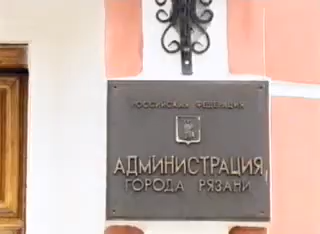 РОССИЙСКАЯ ФЕДЕРАЦИЯ
АДМИНИСТРАЦИЯ
ГОРОДА РЯЗАНИ